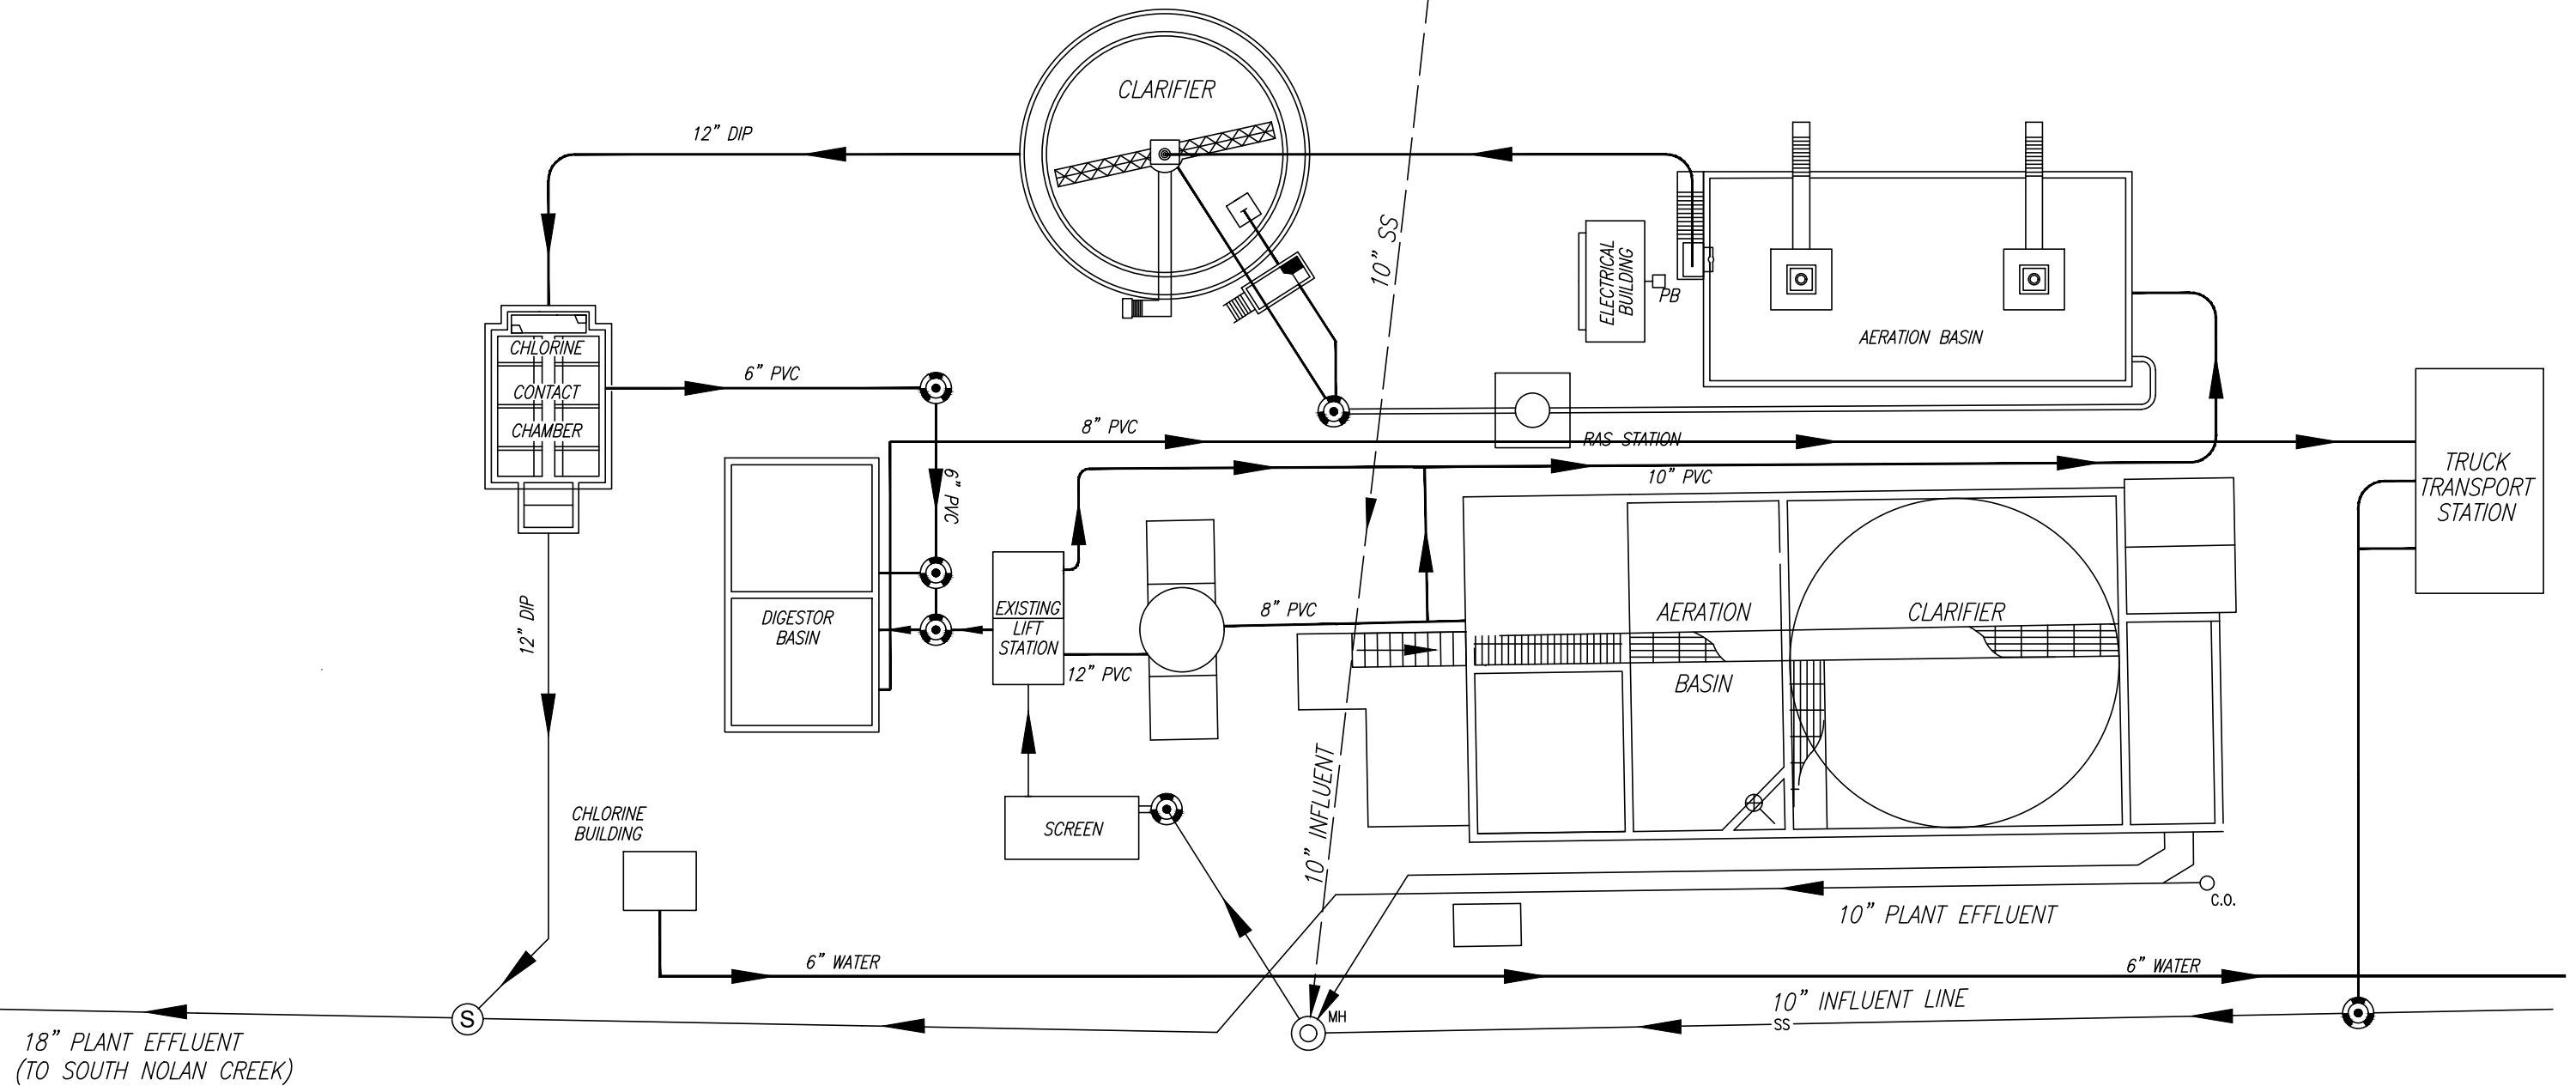 CLARIFIER
12" DIP
10" SS
ELECTRICAL
BUILDING
PB
AERATION BASIN
CHLORINE
CONTACT
CHAMBER
6" PVC
8" PVC
RAS STATION
6" PVC
10" PVC
TRUCK
TRANSPORT
STATION
EXISTING
LIFT
STATION
DIGESTOR
BASIN
8" PVC
12" PVC
AERATION
BASIN
CLARIFIER
12" DIP
10" INFLUENT
CHLORINE
BUILDING
SCREEN
C.O.
10" PLANT EFFLUENT
6" WATER
6" WATER
10" INFLUENT LINE
SS
MH
S
18" PLANT EFFLUENT
(TO SOUTH NOLAN CREEK)